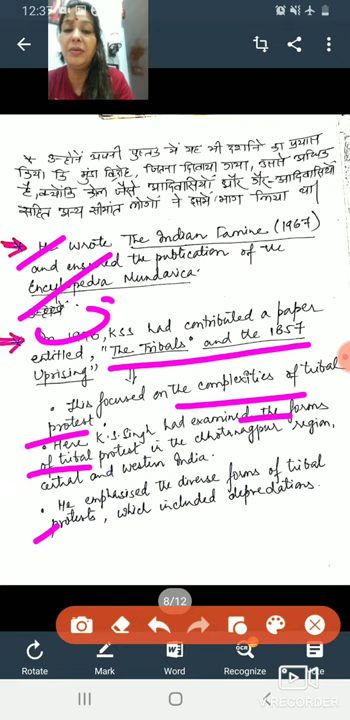 12:37
* उन्होंने अपनी पुस्तक में यह भी दर्शाने का प्रयास
किया कि मुंडा विद्रोह, जितना दिखाया गया, उससे अधिक
है, क्योंकि कोल जैसे आदिवासियों और गैर-आदिवासियों
सहित अन्य सीमांत लोगों ने इसमें भाग लिया था
He wrote The Indian Famine (1967)
and ensured the publication of the
Encyclopedia Mundarica.
KSS had contributed a paper
entitled, "The Tribals and the 1857
Uprising"
• This focused on the complexities of tribal
protest.
• Here K.S. Singh had examined the forms
of tribal protest in the Chhotanagpur region,
central and western India.
• He emphasised the diverse forms of tribal
protests, which included depredations.
8/12
Rotate
Mark
Word
OCR
Recognize
VRECORDER